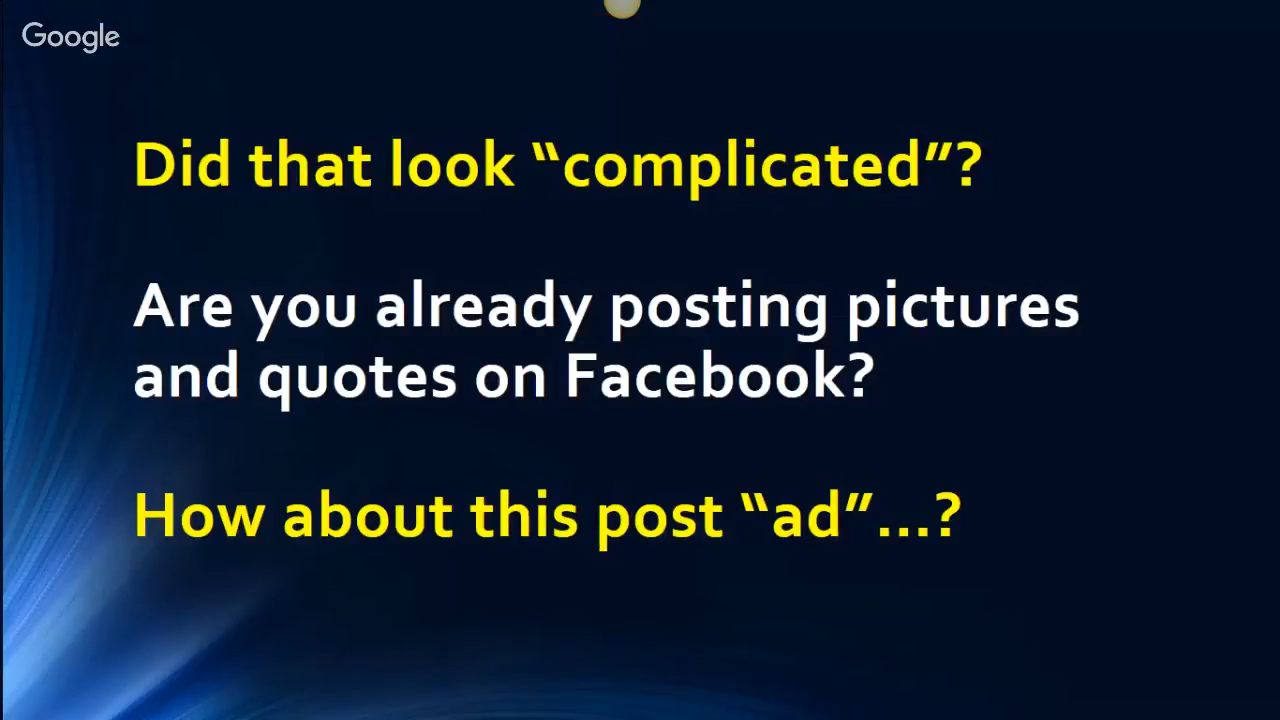 Google
Did that look “complicated”?
Are you already posting pictures
and quotes on Facebook?
How about this post “ad”...?